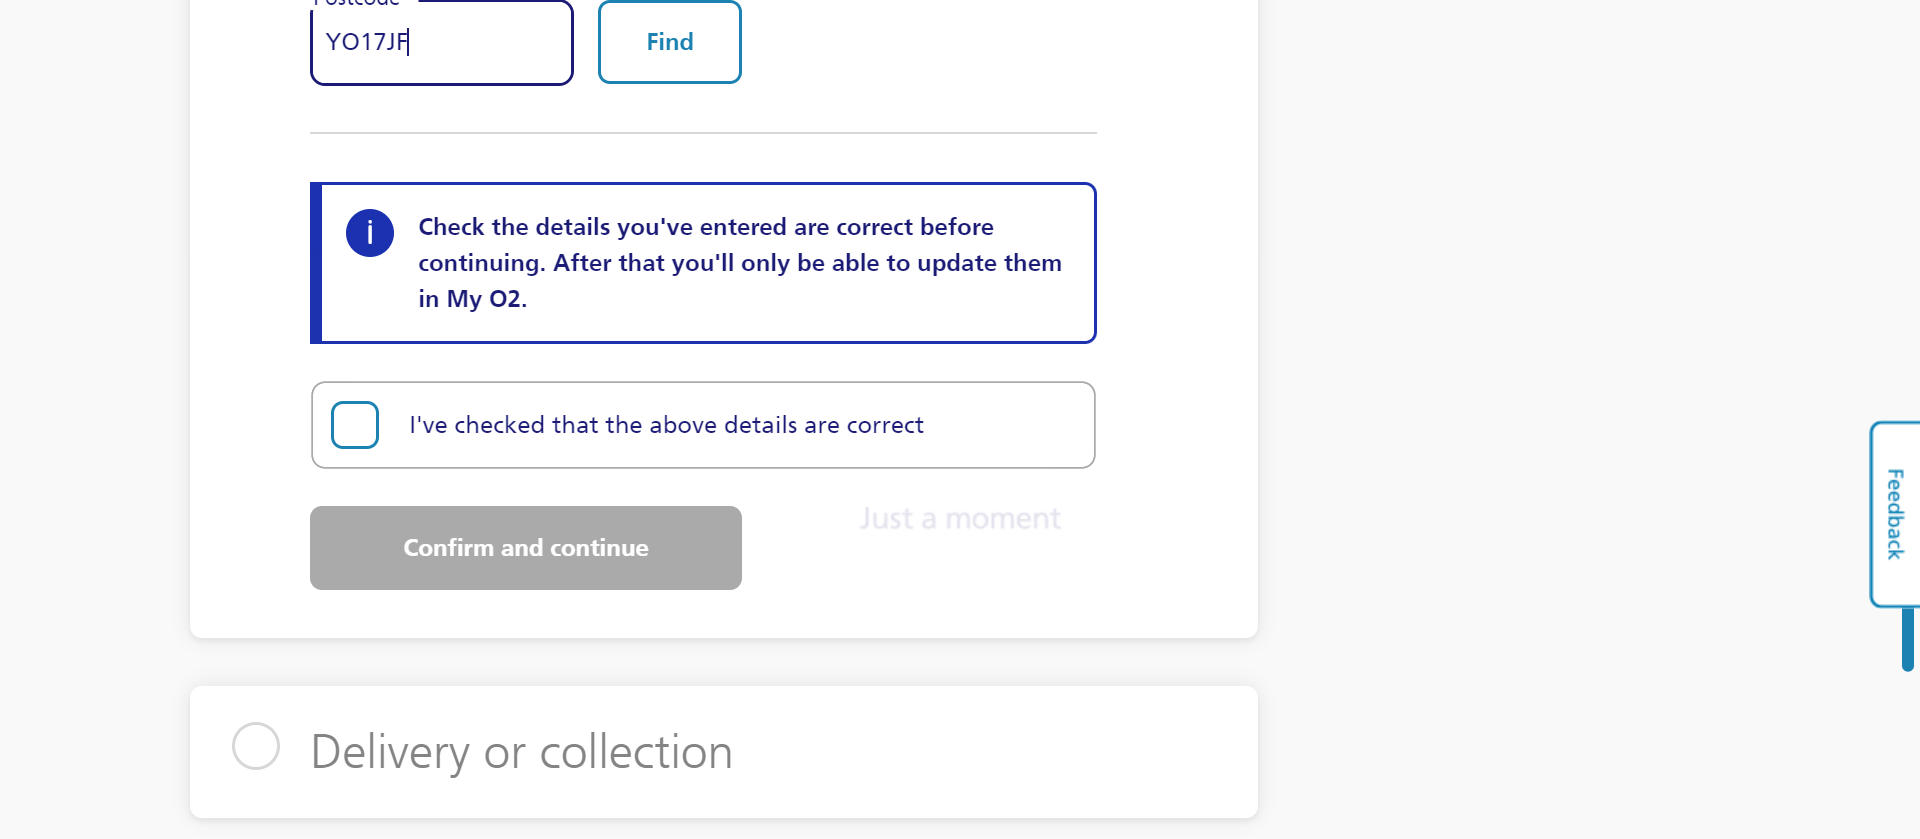 Postcode
YO17JF
Find
Check the details you've entered are correct before
continuing. After that you'll only be able to update them
in My O2.
I've checked that the above details are correct
Confirm and continue
Just a moment
Feedback
Delivery or collection